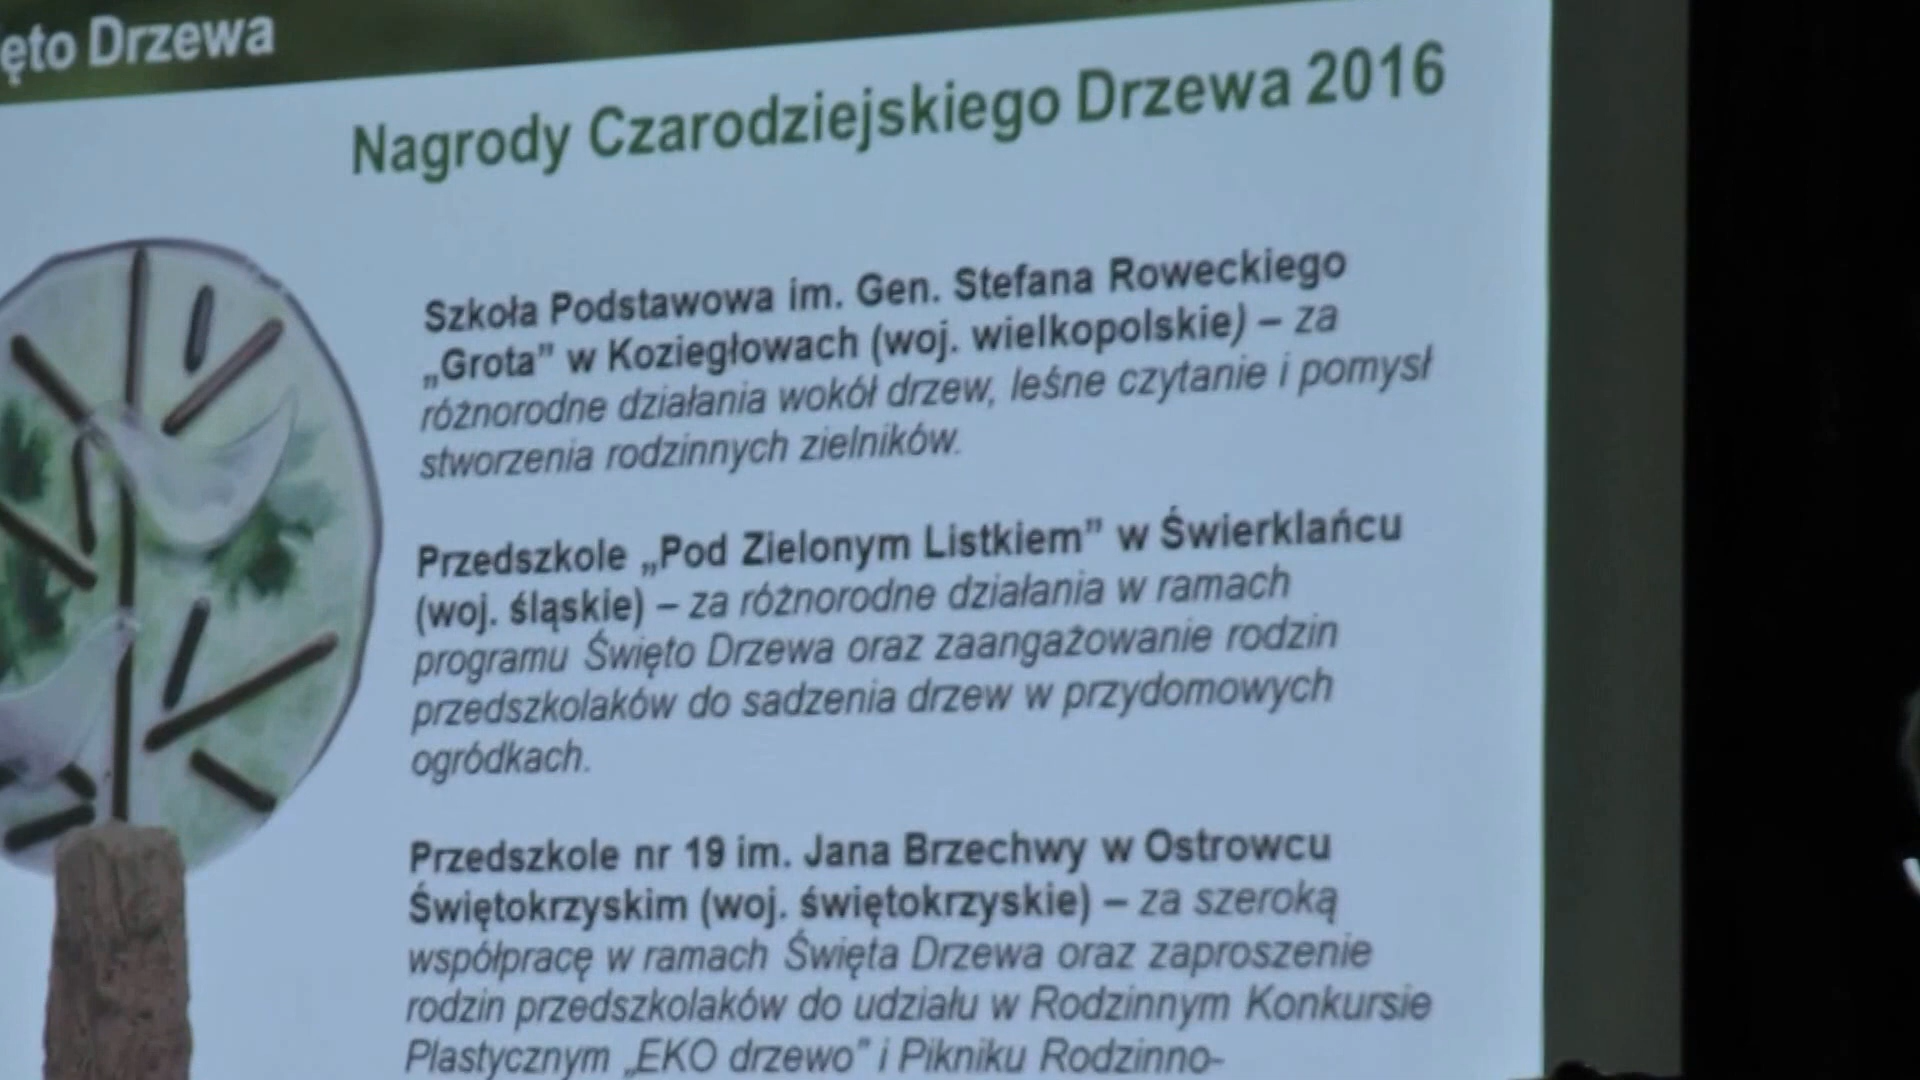 ęto Drzewa
Nagrody Czarodziejskiego Drzewa 2016
Szkoła Podstawowa im. Gen. Stefana Roweckiego
„Grota” w Koziegłowach (woj. wielkopolskie) – za
różnorodne działania wokół drzew, leśne czytanie i pomysł
stworzenia rodzinnych zielników.
Przedszkole „Pod Zielonym Listkiem” w Świerklańcu
(woj. śląskie) – za różnorodne działania w ramach
programu Święto Drzewa oraz zaangażowanie rodzin
przedszkolaków do sadzenia drzew w przydomowych
ogródkach.
Przedszkole nr 19 im. Jana Brzechwy w Ostrowcu
Świętokrzyskim (woj. świętokrzyskie) – za szeroką
współpracę w ramach Święta Drzewa oraz zaproszenie
rodzin przedszkolaków do udziału w Rodzinnym Konkursie
Plastycznym „EKO drzewo” i Pikniku Rodzinno-